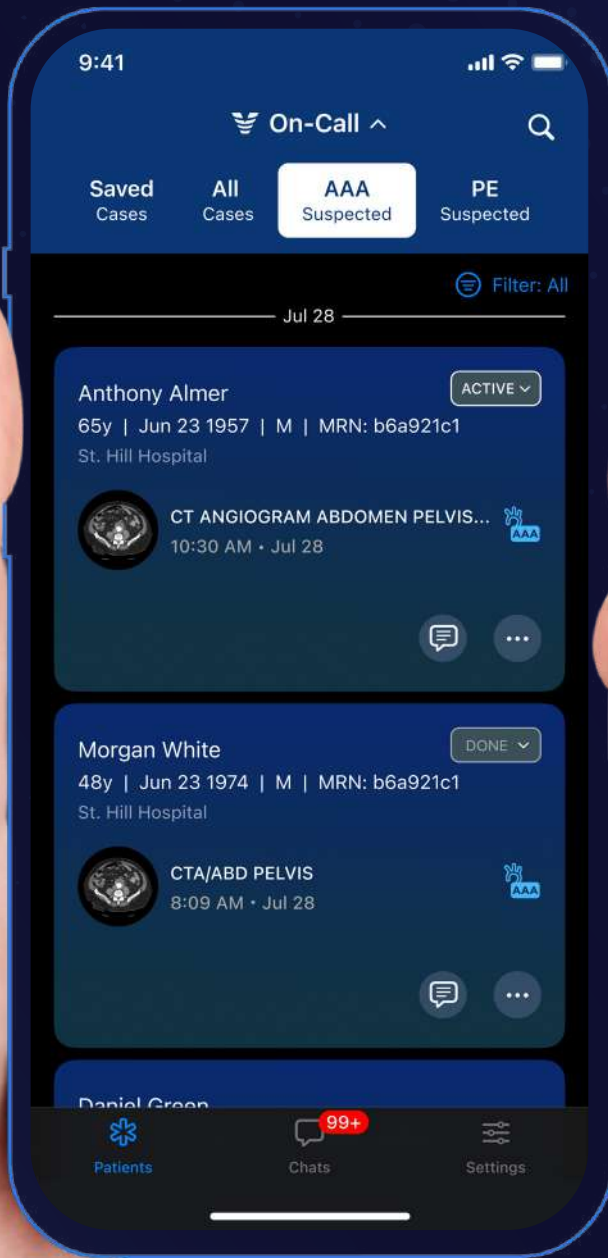 9:41
On-Call
Saved All AAA PE
Cases Cases Suspected Suspected
Filter: All
Jul 28
Anthony Almer ACTIVE
65y | Jun 23 1957 | M | MRN: b6a921c1
St. Hill Hospital
CT ANGIOGRAM ABDOMEN PELVIS...
AAA
10:30 AM • Jul 28
Morgan White DONE
48y | Jun 23 1974 | M | MRN: b6a921c1
St. Hill Hospital
CTA/ABD PELVIS
AAA
8:09 AM • Jul 28
Daniel Green
99+
Patients Chats Settings